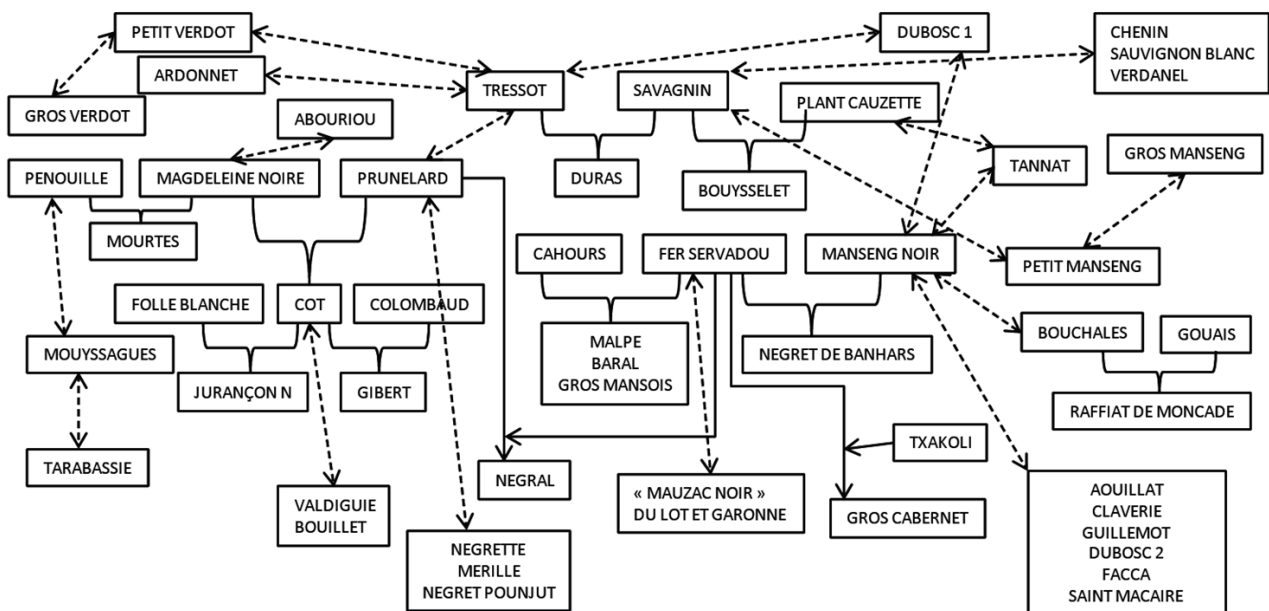 PETIT VERDOT
DUBOSC 1
CHENIN
SAUVIGNON BLANC
VERDANEL
ARDONNET
TRESSOT
SAVAGNIN
PLANT CAUZETTE
GROS VERDOT
ABOURIOU
TANNAT
GROS MANSENG
PENOUILLE
MAGDELEINE NOIRE
PRUNELARD
DURAS
BOUYSSELET
MOURTES
CAHOURS
FER SERVADOU
MANSENG NOIR
PETIT MANSENG
FOLLE BLANCHE
COT
COLOMBAUD
MALPE
BARAL
GROS MANSOIS
NEGRET DE BANHARS
BOUCHALES
GOUAIS
MOUYSSAGUES
JURANÇON N
GIBERT
RAFFIAT DE MONCADE
TARABASSIE
NEGRAL
TXAKOLI
VALDIGUIE
BOUILLET
« MAUZAC NOIR »
DU LOT ET GARONNE
GROS CABERNET
NEGRETTE
MERILLE
NEGRET POUNJUT
AOUILLAT
CLAVERIE
GUILLEMOT
DUBOSC 2
FACCA
SAINT MACAIRE